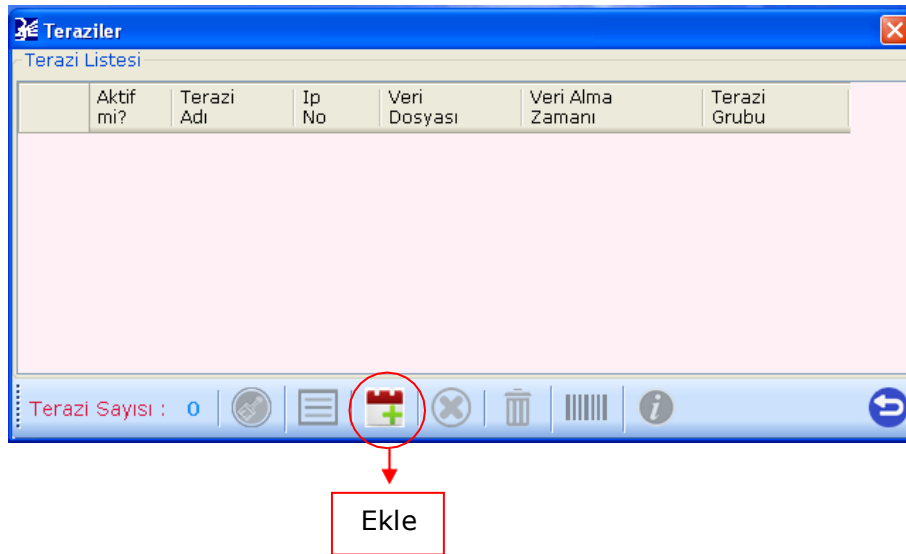 Teraziler
Terazi Listesi
Aktif mi? Terazi Adı Ip No Veri Dosyası Veri Alma Zamanı Terazi Grubu
Terazi Sayısı : 0
Ekle